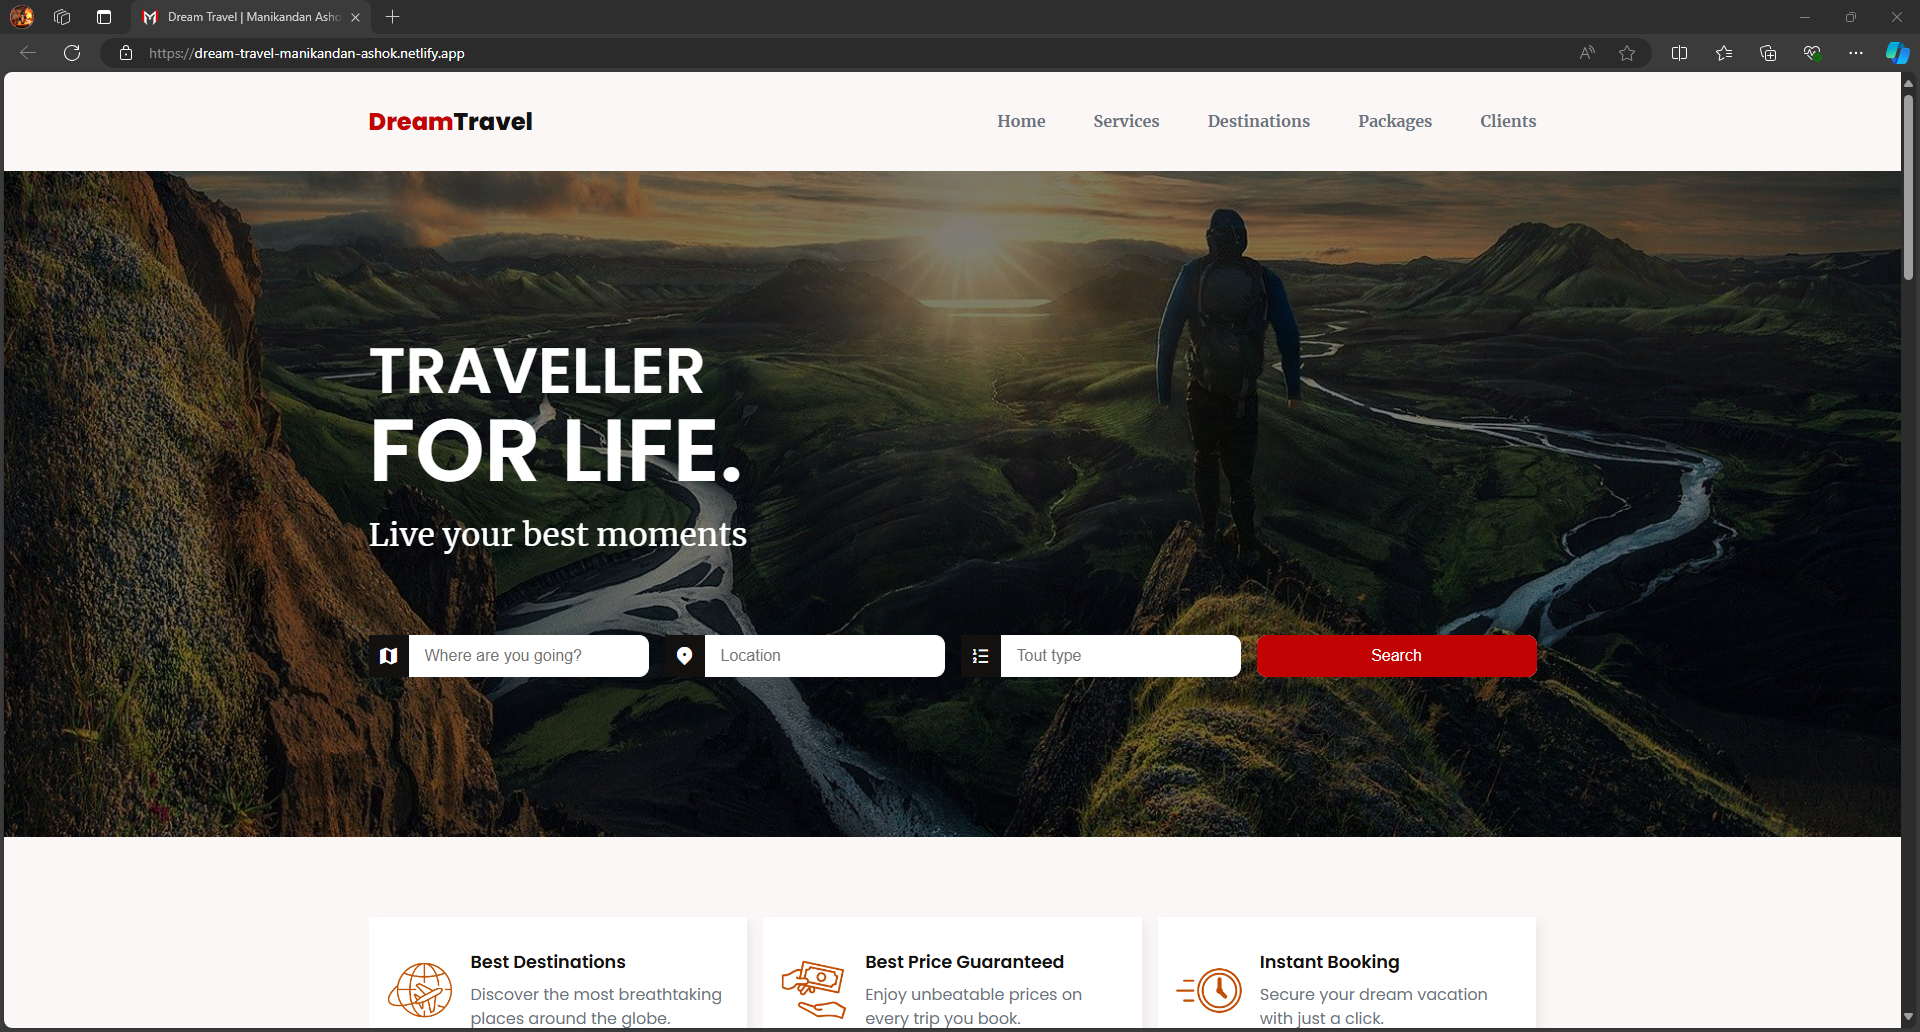 Dream Travel | Manikandan Asho
https://dream-travel-manikandan-ashok.netlify.app
DreamTravel
Home Services Destinations Packages Clients
TRAVELLER
FOR LIFE.
Live your best moments
Where are you going? Location Tout type Search
Best Destinations
Discover the most breathtaking
places around the globe.
Best Price Guaranteed
Enjoy unbeatable prices on
every trip you book.
Instant Booking
Secure your dream vacation
with just a click.